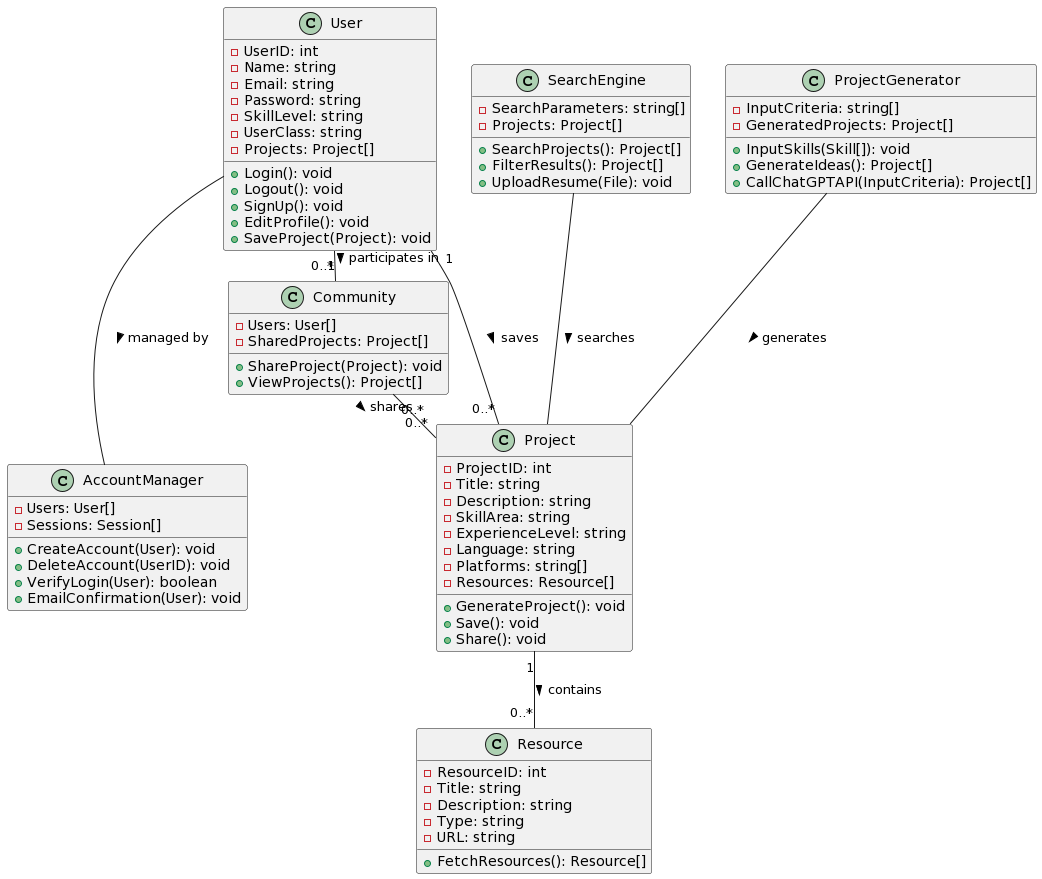 C User
UserID: int
Name: string
Email: string
Password: string
SkillLevel: string
UserClass: string
Projects: Project[]
Login(): void
Logout(): void
SignUp(): void
EditProfile(): void
SaveProject(Project): void
C SearchEngine
SearchParameters: string[]
Projects: Project[]
SearchProjects(): Project[]
FilterResults(): Project[]
UploadResume(File): void
C ProjectGenerator
InputCriteria: string[]
GeneratedProjects: Project[]
InputSkills(Skill[]): void
GenerateIdeas(): Project[]
CallChatGPTAPI(InputCriteria): Project[]
participates in
1
0..*
1
C Community
Users: User[]
SharedProjects: Project[]
ShareProject(Project): void
ViewProjects(): Project[]
managed by
saves
searches
generates
shares
0..*
0..*
0..*
C AccountManager
Users: User[]
Sessions: Session[]
CreateAccount(User): void
DeleteAccount(UserID): void
VerifyLogin(User): boolean
EmailConfirmation(User): void
C Project
ProjectID: int
Title: string
Description: string
SkillArea: string
ExperienceLevel: string
Language: string
Platforms: string[]
Resources: Resource[]
GenerateProject(): void
Save(): void
Share(): void
1
contains
0..*
C Resource
ResourceID: int
Title: string
Description: string
Type: string
URL: string
FetchResources(): Resource[]